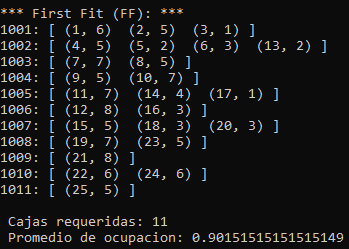 *** First Fit (FF): ***
1001: [ (1, 6)  (2, 5)  (3, 1) ]
1002: [ (4, 5)  (5, 2)  (6, 3)  (13, 2) ]
1003: [ (7, 7)  (8, 5) ]
1004: [ (9, 5)  (10, 7) ]
1005: [ (11, 7)  (14, 4)  (17, 1) ]
1006: [ (12, 8)  (16, 3) ]
1007: [ (15, 5)  (18, 3)  (20, 3) ]
1008: [ (19, 7)  (23, 5) ]
1009: [ (21, 8) ]
1010: [ (22, 6)  (24, 6) ]
1011: [ (25, 5) ]
Cajas requeridas: 11
Promedio de ocupacion: 0.90151515151515149